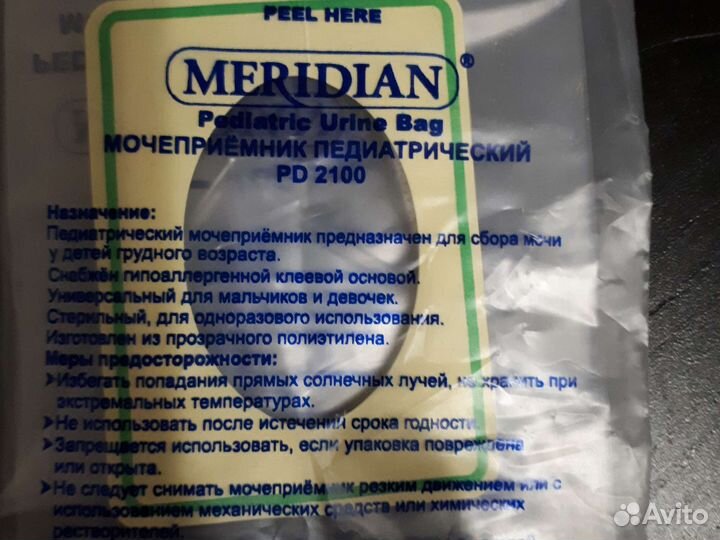 PEEL HERE
MERIDIAN®
Pediatric Urine Bag
МОЧЕПРИЁМНИК ПЕДИАТРИЧЕСКИЙ
PD 2100
Назначение:
Педиатрический мочеприёмник предназначен для сбора мочи
у детей грудного возраста.
Снабжён гипоаллергенной клеевой основой.
Универсальный для мальчиков и девочек.
Стерильный, для одноразового использования.
Изготовлен из прозрачного полиэтилена.
Меры предосторожности:
➤Избегать попадания прямых солнечных лучей, не хранить при
экстремальных температурах.
➤Не использовать после истечения срока годности.
➤Запрещается использовать, если упаковка повреждена
или открыта.
➤Не следует снимать мочеприёмник резким движением или с
использованием механических средств или химических
растворителей.
Avito